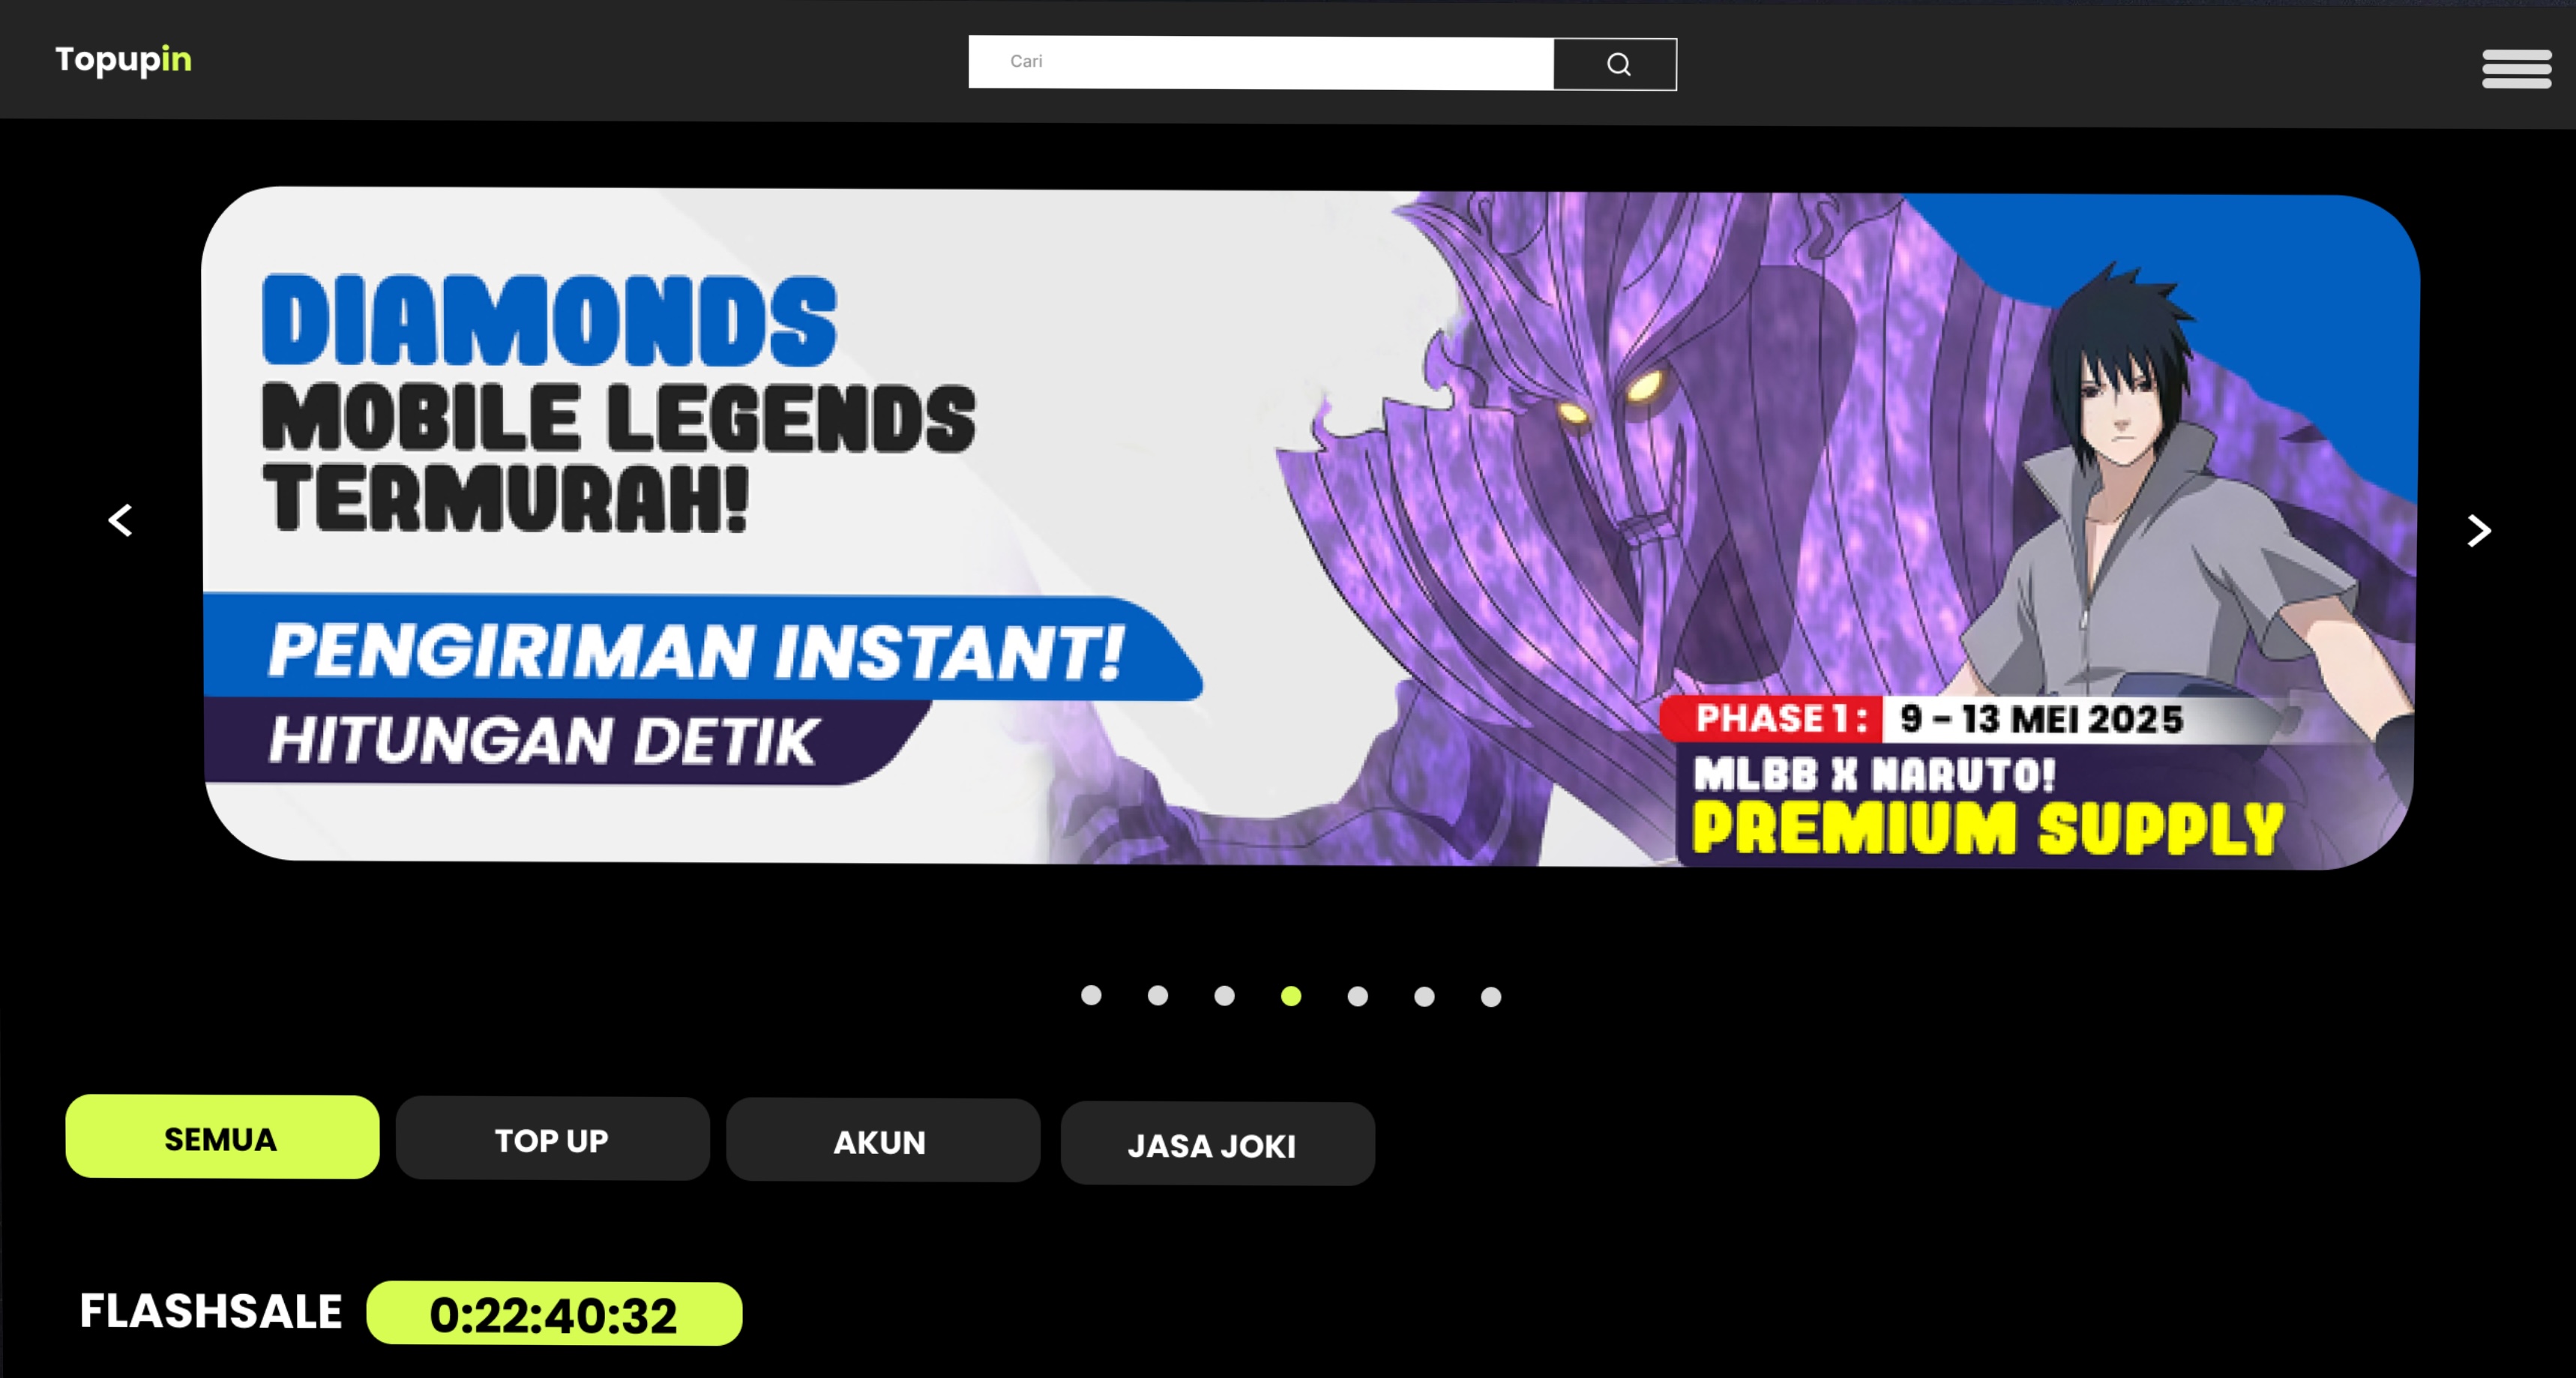 Topupin
Cari
DIAMONDS
MOBILE LEGENDS
TERMURAH!
PENGIRIMAN INSTANT!
HITUNGAN DETIK
PHASE 1 : 9 – 13 MEI 2025
MLBB X NARUTO!
PREMIUM SUPPLY
SEMUA
TOP UP
AKUN
JASA JOKI
FLASHSALE 0:22:40:32